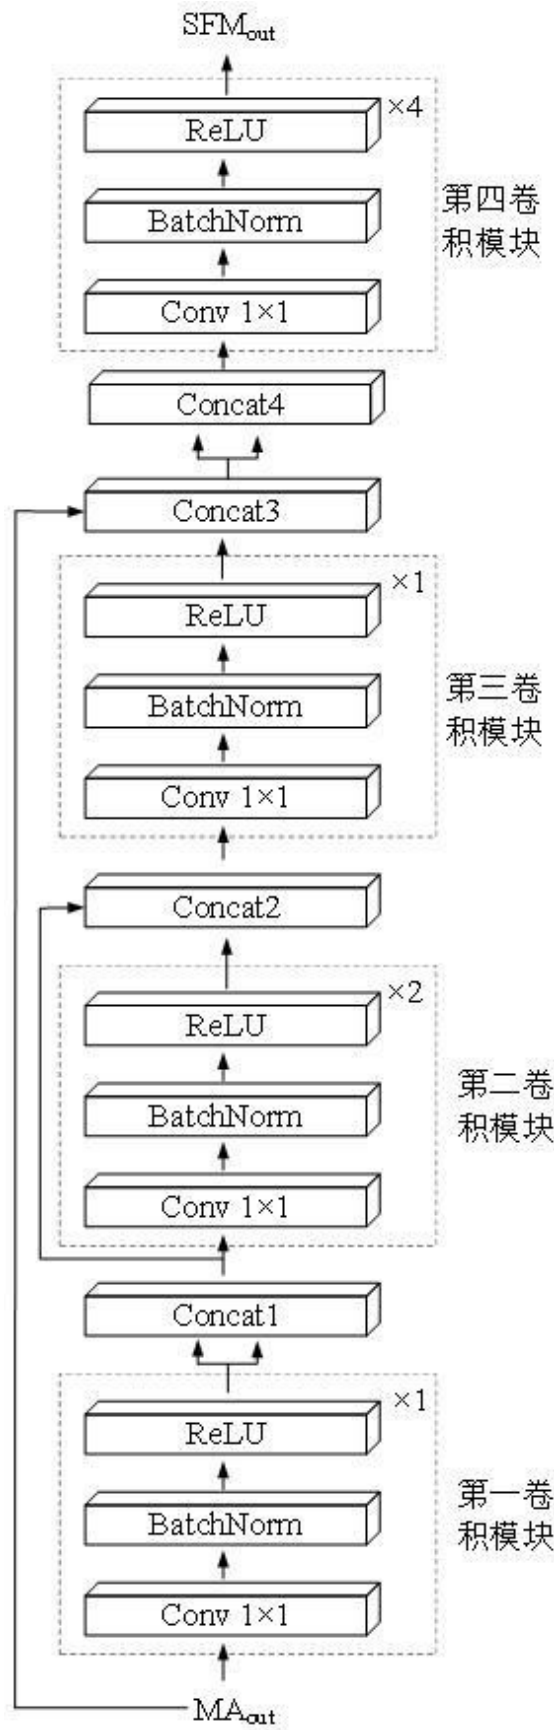 SFMout
×4
ReLU
BatchNorm
Conv 1×1
第四卷
积模块
Concat4
Concat3
×1
ReLU
BatchNorm
Conv 1×1
第三卷
积模块
Concat2
×2
ReLU
BatchNorm
Conv 1×1
第二卷
积模块
Concat1
×1
ReLU
BatchNorm
Conv 1×1
第一卷
积模块
MAout